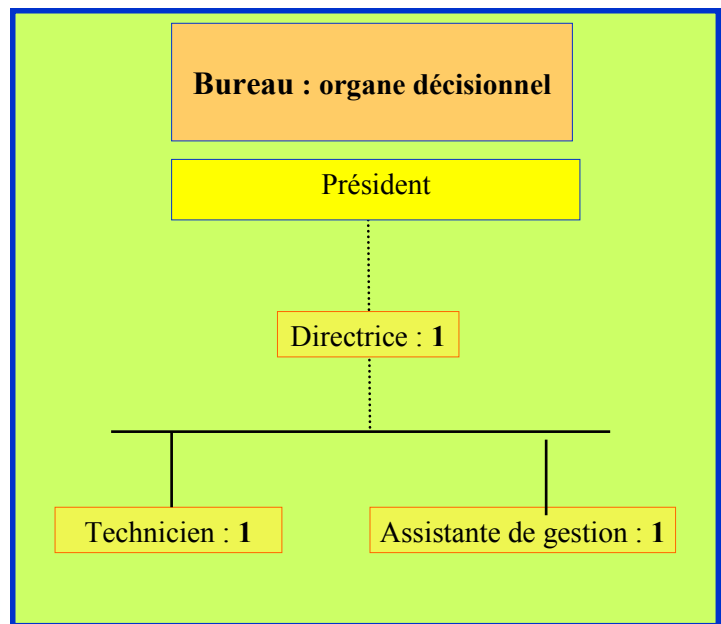 Bureau : organe décisionnel
Président
Directrice : 1
Technicien : 1
Assistante de gestion : 1